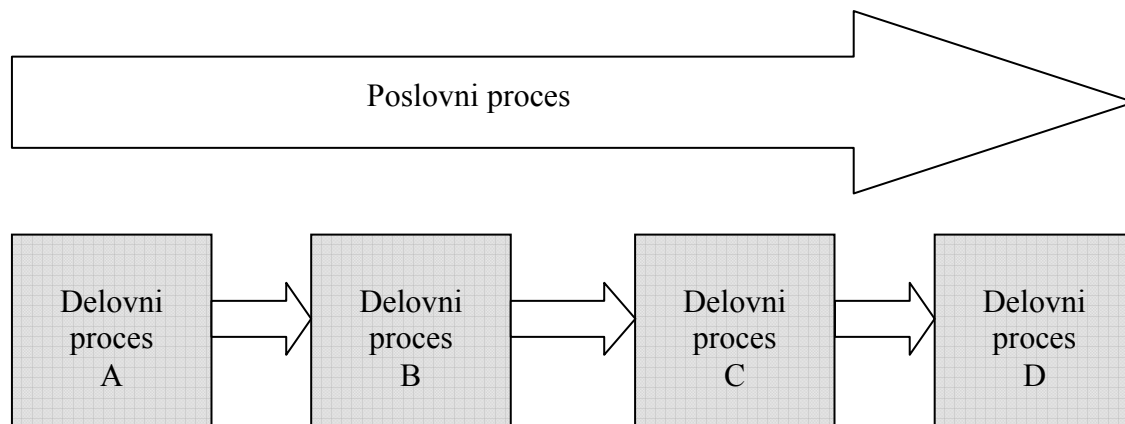 Poslovni proces
Delovni
proces
A
Delovni
proces
B
Delovni
proces
C
Delovni
proces
D